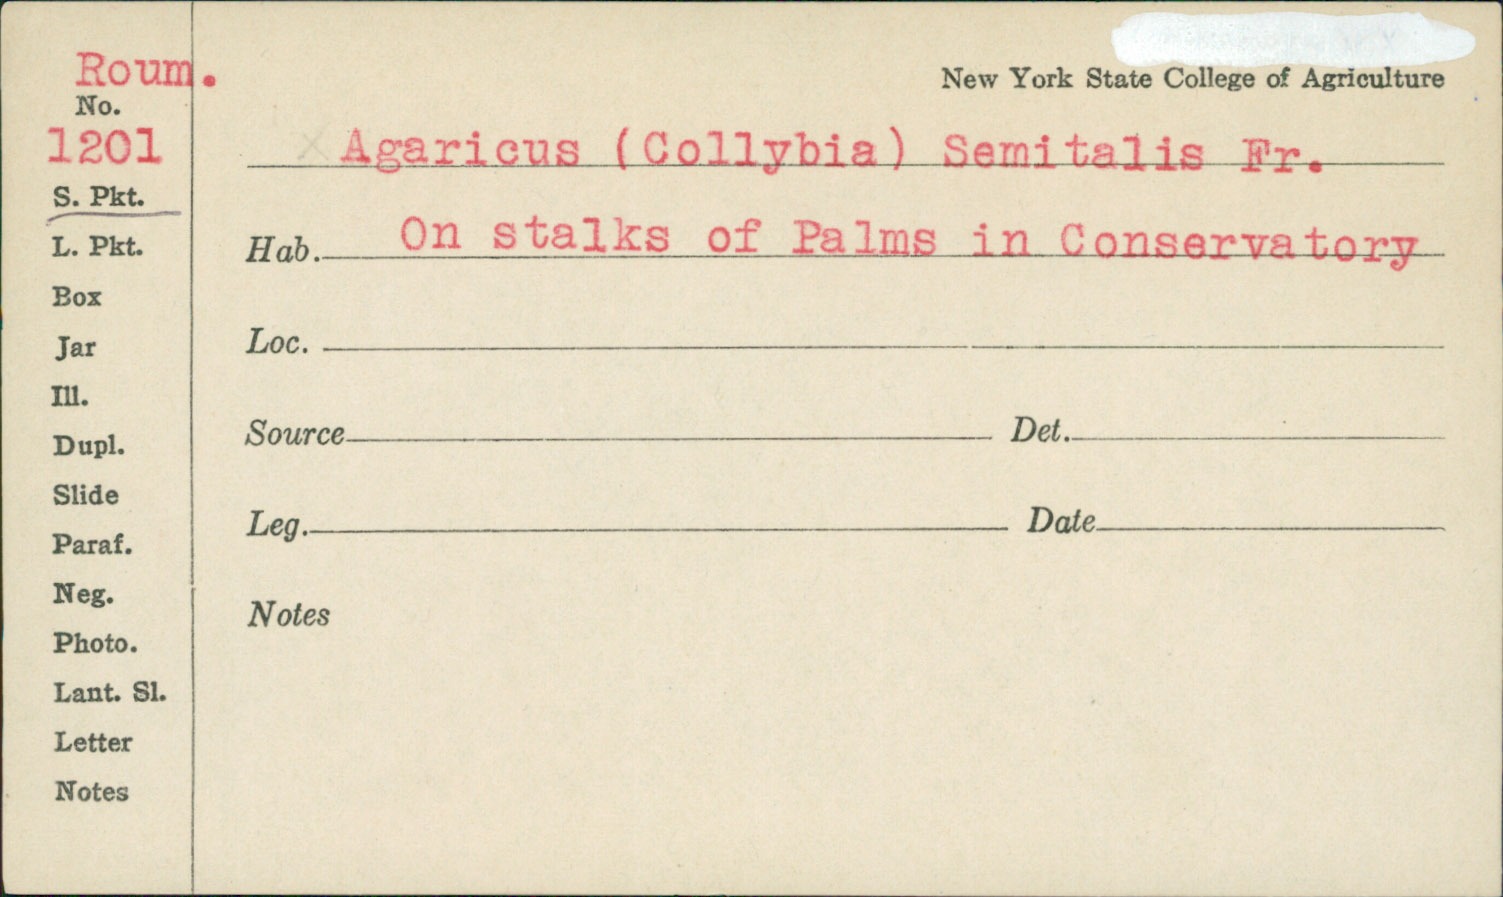 Roum.
No.
1201
S. Pkt.
L. Pkt.
Box
Jar
Ill.
Dupl.
Slide
Paraf.
Neg.
Photo.
Lant. Sl.
Letter
Notes
New York State College of Agriculture
X Agaricus (Collybia) Semitalis Fr.
Hab. On stalks of Palms in Conservatory
Loc.
Source Det.
Leg. Date
Notes